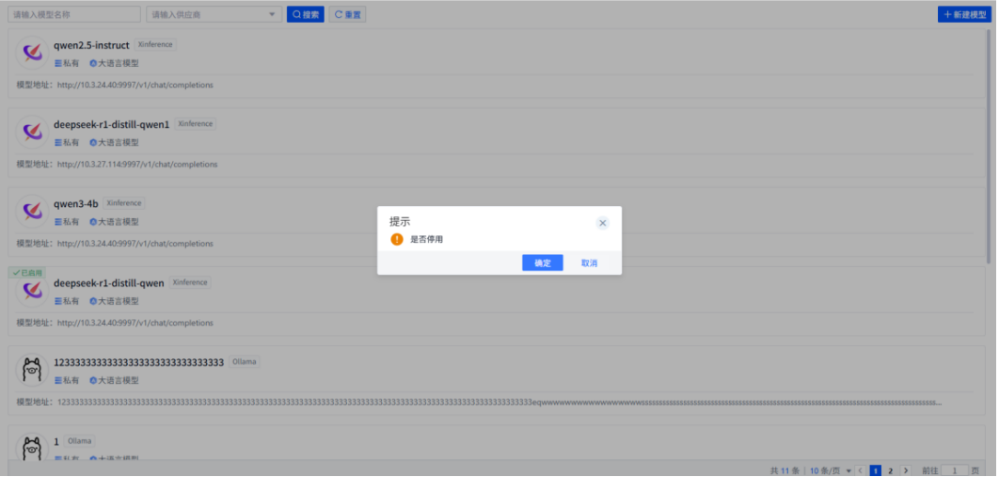 请输入模型名称 请输入供应商 搜索 重置 + 新建模型
qwen2.5-instruct Xinference
私有 大语言模型
模型地址： http://10.3.24.40:9997/v1/chat/completions
deepseek-r1-distill-qwen1 Xinference
私有 大语言模型
模型地址： http://10.3.27.114:9997/v1/chat/completions
qwen3-4b Xinference
私有 大语言模型
模型地址： http://10.3.24.40:9997/v1/chat/completions
提示
是否停用
确定 取消
已启用
deepseek-r1-distill-qwen Xinference
私有 大语言模型
模型地址： http://10.3.24.40:9997/v1/chat/completions
Ollama
私有 大语言模型
模型地址：
1 Ollama
私有 大语言模型
共 11 条 10 条/页 1 2 前往 1 页